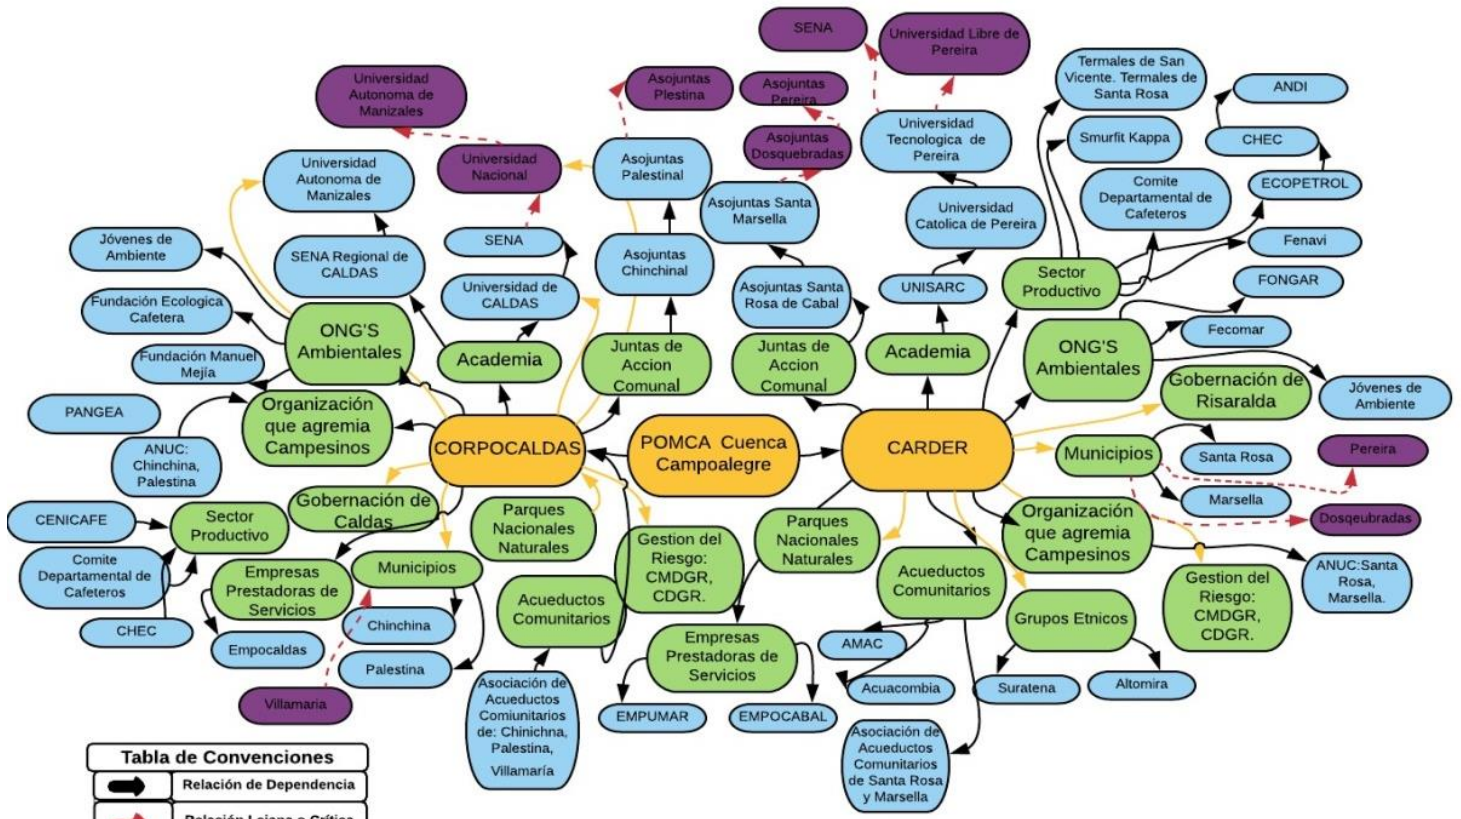 SENA
Universidad Libre de
Pereira
Universidad
Autonoma de
Manizales
Asojuntas
Plestina
Asojuntas
Pereira
Asojuntas
Dosquebradas
Universidad
Tecnologica de
Pereira
Termales de San
Vicente. Termales de
Santa Rosa
ANDI
Smurfit Kappa
CHEC
Universidad
Autonoma de
Manizales
Universidad
Nacional
Asojuntas
Palestinal
Asojuntas Santa
Marsella
Universidad
Catolica de Pereira
Comite
Departamental de
Cafeteros
ECOPETROL
Jóvenes de
Ambiente
SENA Regional de
CALDAS
SENA
Asojuntas
Chinchinal
Fenavi
Sector
Productivo
FONGAR
Fundación Ecologica
Cafetera
Universidad de
CALDAS
Asojuntas Santa
Rosa de Cabal
UNISARC
Fecomar
ONG'S
Ambientales
Academia
Juntas de
Accion
Comunal
Juntas de
Accion
Comunal
Academia
ONG'S
Ambientales
Fundación Manuel
Mejía
Gobernación de
Risaralda
Jóvenes de
Ambiente
PANGEA
Organización
que agremia
Campesinos
CORPOCALDAS
POMCA Cuenca
Campoalegre
CARDER
Municipios
Santa Rosa
Pereira
ANUC:
Chinchina,
Palestina
Marsella
Dosqeubradas
Gobernación de
Caldas
CENICAFE
Sector
Productivo
Parques
Nacionales
Naturales
Gestion del
Riesgo:
CMDGR,
CDGR.
Parques
Nacionales
Naturales
Organización
que agremia
Campesinos
Comite
Departamental de
Cafeteros
Empresas
Prestadoras de
Servicios
Municipios
Acueductos
Comunitarios
Acueductos
Comunitarios
Gestion del
Riesgo:
CMDGR,
CDGR.
ANUC:Santa
Rosa,
Marsella.
CHEC
Empocaldas
Chinchina
Palestina
Empresas
Prestadoras de
Servicios
AMAC
Grupos Etnicos
Villamaria
Asociación de
Acueductos
Comiunitarios
de: Chinichna,
Palestina,
Villamaría
EMPUMAR
EMPOCABAL
Acuacombia
Suratena
Altomira
Asociación de
Acueductos
Comunitarios
de Santa Rosa
y Marsella
Tabla de Convenciones
Relación de Dependencia
Relación Lejana o Crítica